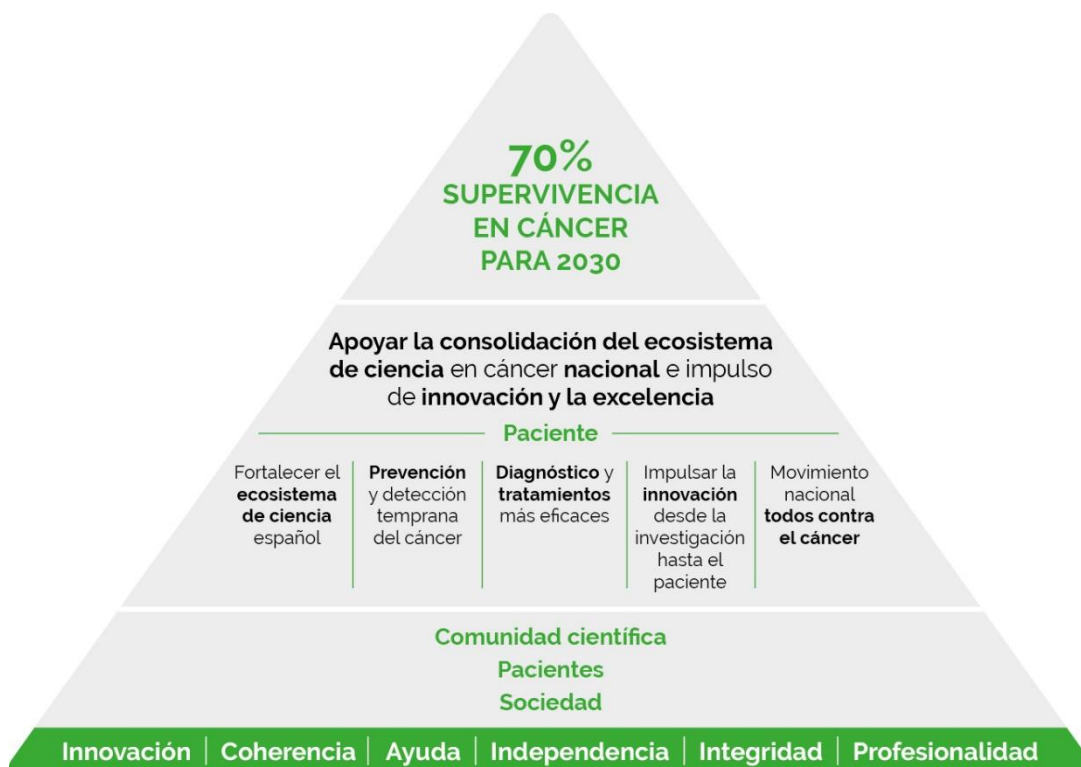 70%
SUPERVIVENCIA
EN CÁNCER
PARA 2030
Apoyar la consolidación del ecosistema
de ciencia en cáncer nacional e impulso
de innovación y la excelencia
Paciente
Fortalecer el
ecosistema
de ciencia
español
Prevención
y detección
temprana
del cáncer
Diagnóstico y
tratamientos
más eficaces
Impulsar la
innovación
desde la
investigación
hasta el
paciente
Movimiento
nacional
todos contra
el cáncer
Comunidad científica
Pacientes
Sociedad
Innovación | Coherencia | Ayuda | Independencia | Integridad | Profesionalidad